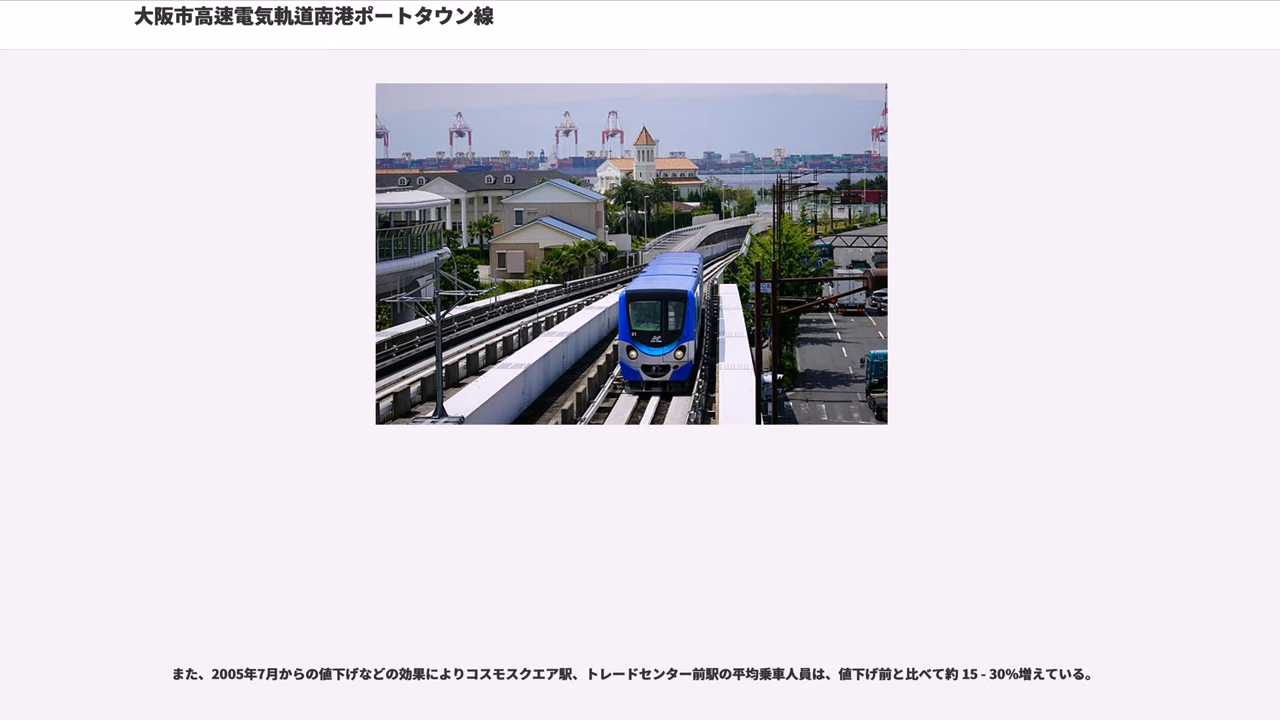 大阪市高速電気軌道南港ポートタウン線
また、2005年7月からの値下げなどの効果によりコスモスクエア駅、トレードセンター前駅の平均乗車人員は、値下げ前と比べて約 15 - 30%増えている。